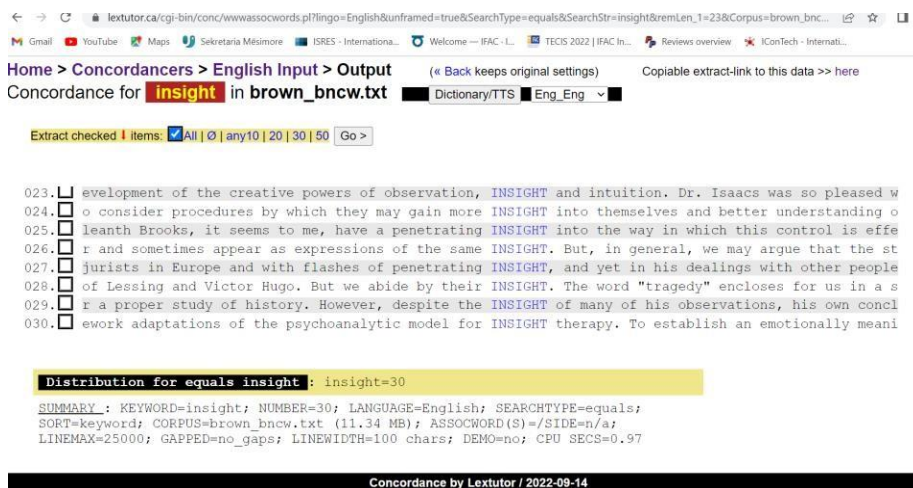 lextutor.ca/cgi-bin/conc/wwwassocwords.pl?lingo=English&unframed=true&SearchType=equals&SearchStr=insight&remLen_1=23&Corpus=brown_bnc...
Gmail YouTube Maps Sekretaria Mësimore ISRES - Internationa... Welcome — IFAC · I... TECIS 2022 | IFAC In... Reviews overview IConTech - Internati...
Home > Concordancers > English Input > Output (« Back keeps original settings) Copiable extract-link to this data >> here
Concordance for insight in brown_bncw.txt Dictionary/TTS Eng_Eng
Extract checked ↓ items: All | Ø | any10 | 20 | 30 | 50 Go >
023. evelopment of the creative powers of observation, INSIGHT and intuition. Dr. Isaacs was so pleased w
024. o consider procedures by which they may gain more INSIGHT into themselves and better understanding o
025. leanth Brooks, it seems to me, have a penetrating INSIGHT into the way in which this control is effe
026. r and sometimes appear as expressions of the same INSIGHT. But, in general, we may argue that the st
027. jurists in Europe and with flashes of penetrating INSIGHT, and yet in his dealings with other people
028. of Lessing and Victor Hugo. But we abide by their INSIGHT. The word "tragedy" encloses for us in a s
029. r a proper study of history. However, despite the INSIGHT of many of his observations, his own concl
030. ework adaptations of the psychoanalytic model for INSIGHT therapy. To establish an emotionally meani
Distribution for equals insight : insight=30
SUMMARY : KEYWORD=insight; NUMBER=30; LANGUAGE=English; SEARCHTYPE=equals;
SORT=keyword; CORPUS=brown_bncw.txt (11.34 MB); ASSOCWORD(S)=/SIDE=n/a;
LINEMAX=25000; GAPPED=no_gaps; LINEWIDTH=100 chars; DEMO=no; CPU SECS=0.97
Concordance by Lextutor / 2022-09-14